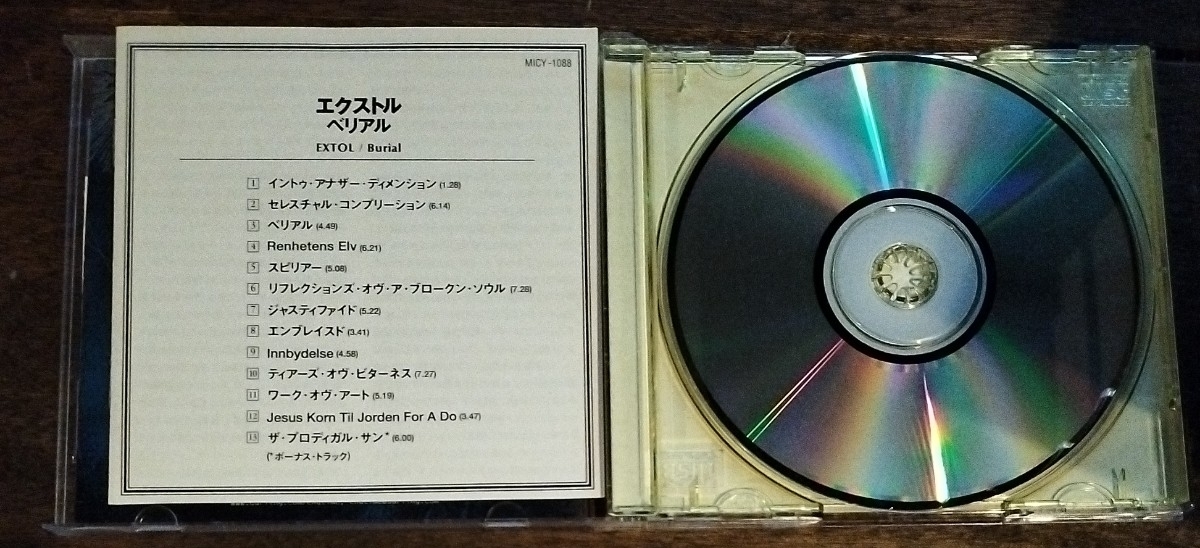 MICY-1088
エクストル
ベリアル
EXTOL / Burial
1 イントゥ・アナザー・ディメンション (1.28)
2 セレスチャル・コンプリーション (6.14)
3 ベリアル (4.49)
4 Renhetens Elv (6.21)
5 スピリアー (5.08)
6 リフレクションズ・オヴ・ア・ブロークン・ソウル (7.28)
7 ジャスティファイド (5.22)
8 エンブレイスド (3.41)
9 Innbydelse (4.58)
10 ティアーズ・オヴ・ビターネス (7.27)
11 ワーク・オヴ・アート (5.19)
12 Jesus Kom Til Jorden For A Do (3.47)
13 ザ・プロディガル・サン* (6.00)
(*ボーナス・トラック)